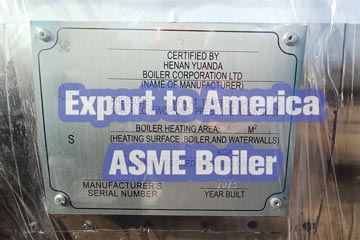 CERTIFIED BY
HENAN YUANDA
BOILER CORPORATION LTD
(NAME OF MANUFACTURER)
Export to America
BOILER HEATING AREA M²
S (HEATING SURFACE BOILER, AND WATERWALLS)
ASME Boiler
MANUFACTURER'S
SERIAL NUMBER
2023
YEAR BUILT